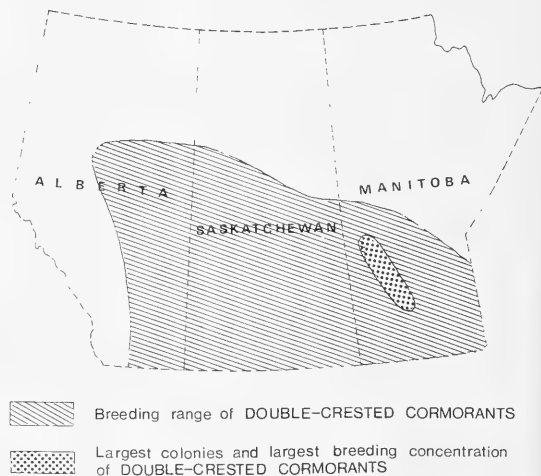 ALBERTA
MANITOBA
SASKATCHEWAN
Breeding range of DOUBLE-CRESTED CORMORANTS
Largest colonies and largest breeding concentration
of DOUBLE-CRESTED CORMORANTS